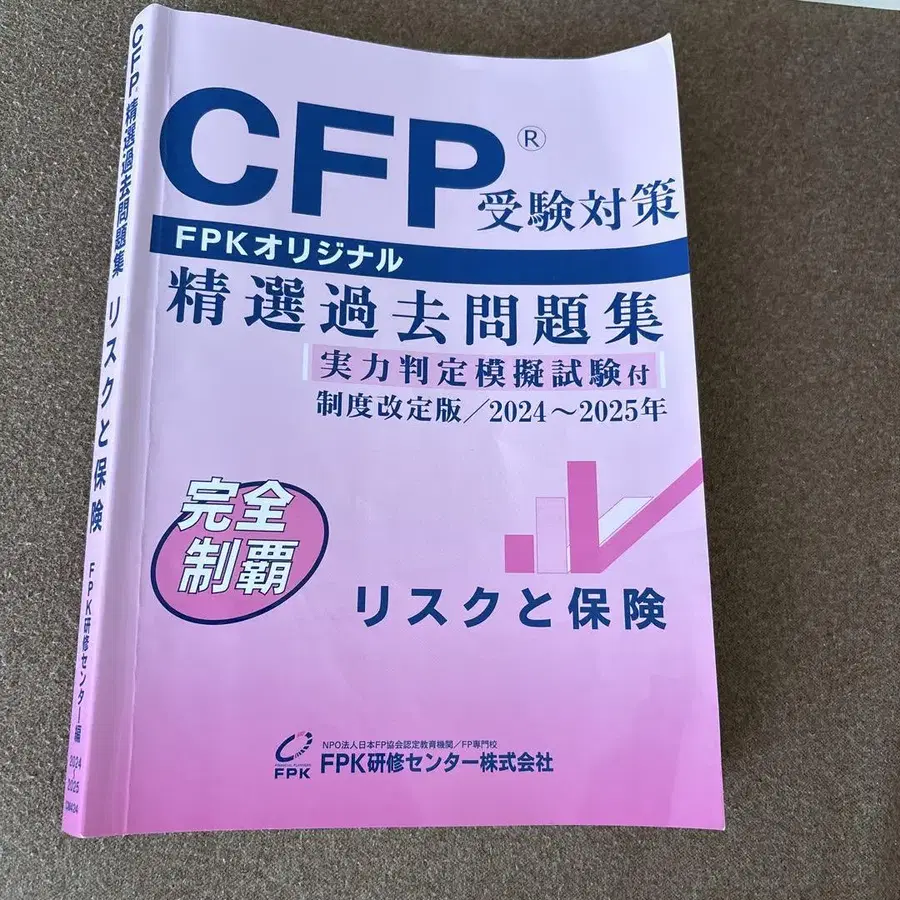 CFP®受験対策
FPKオリジナル
精選過去問題集
実力判定模擬試験付
制度改定版／2024～2025年
完全
制覇
リスクと保険
NPO法人日本FP協会認定教育機関／FP専門校
FPK
FPK研修センター株式会社
CFP®精選過去問題集 リスクと保険 FPK研修センター編 2024～2025